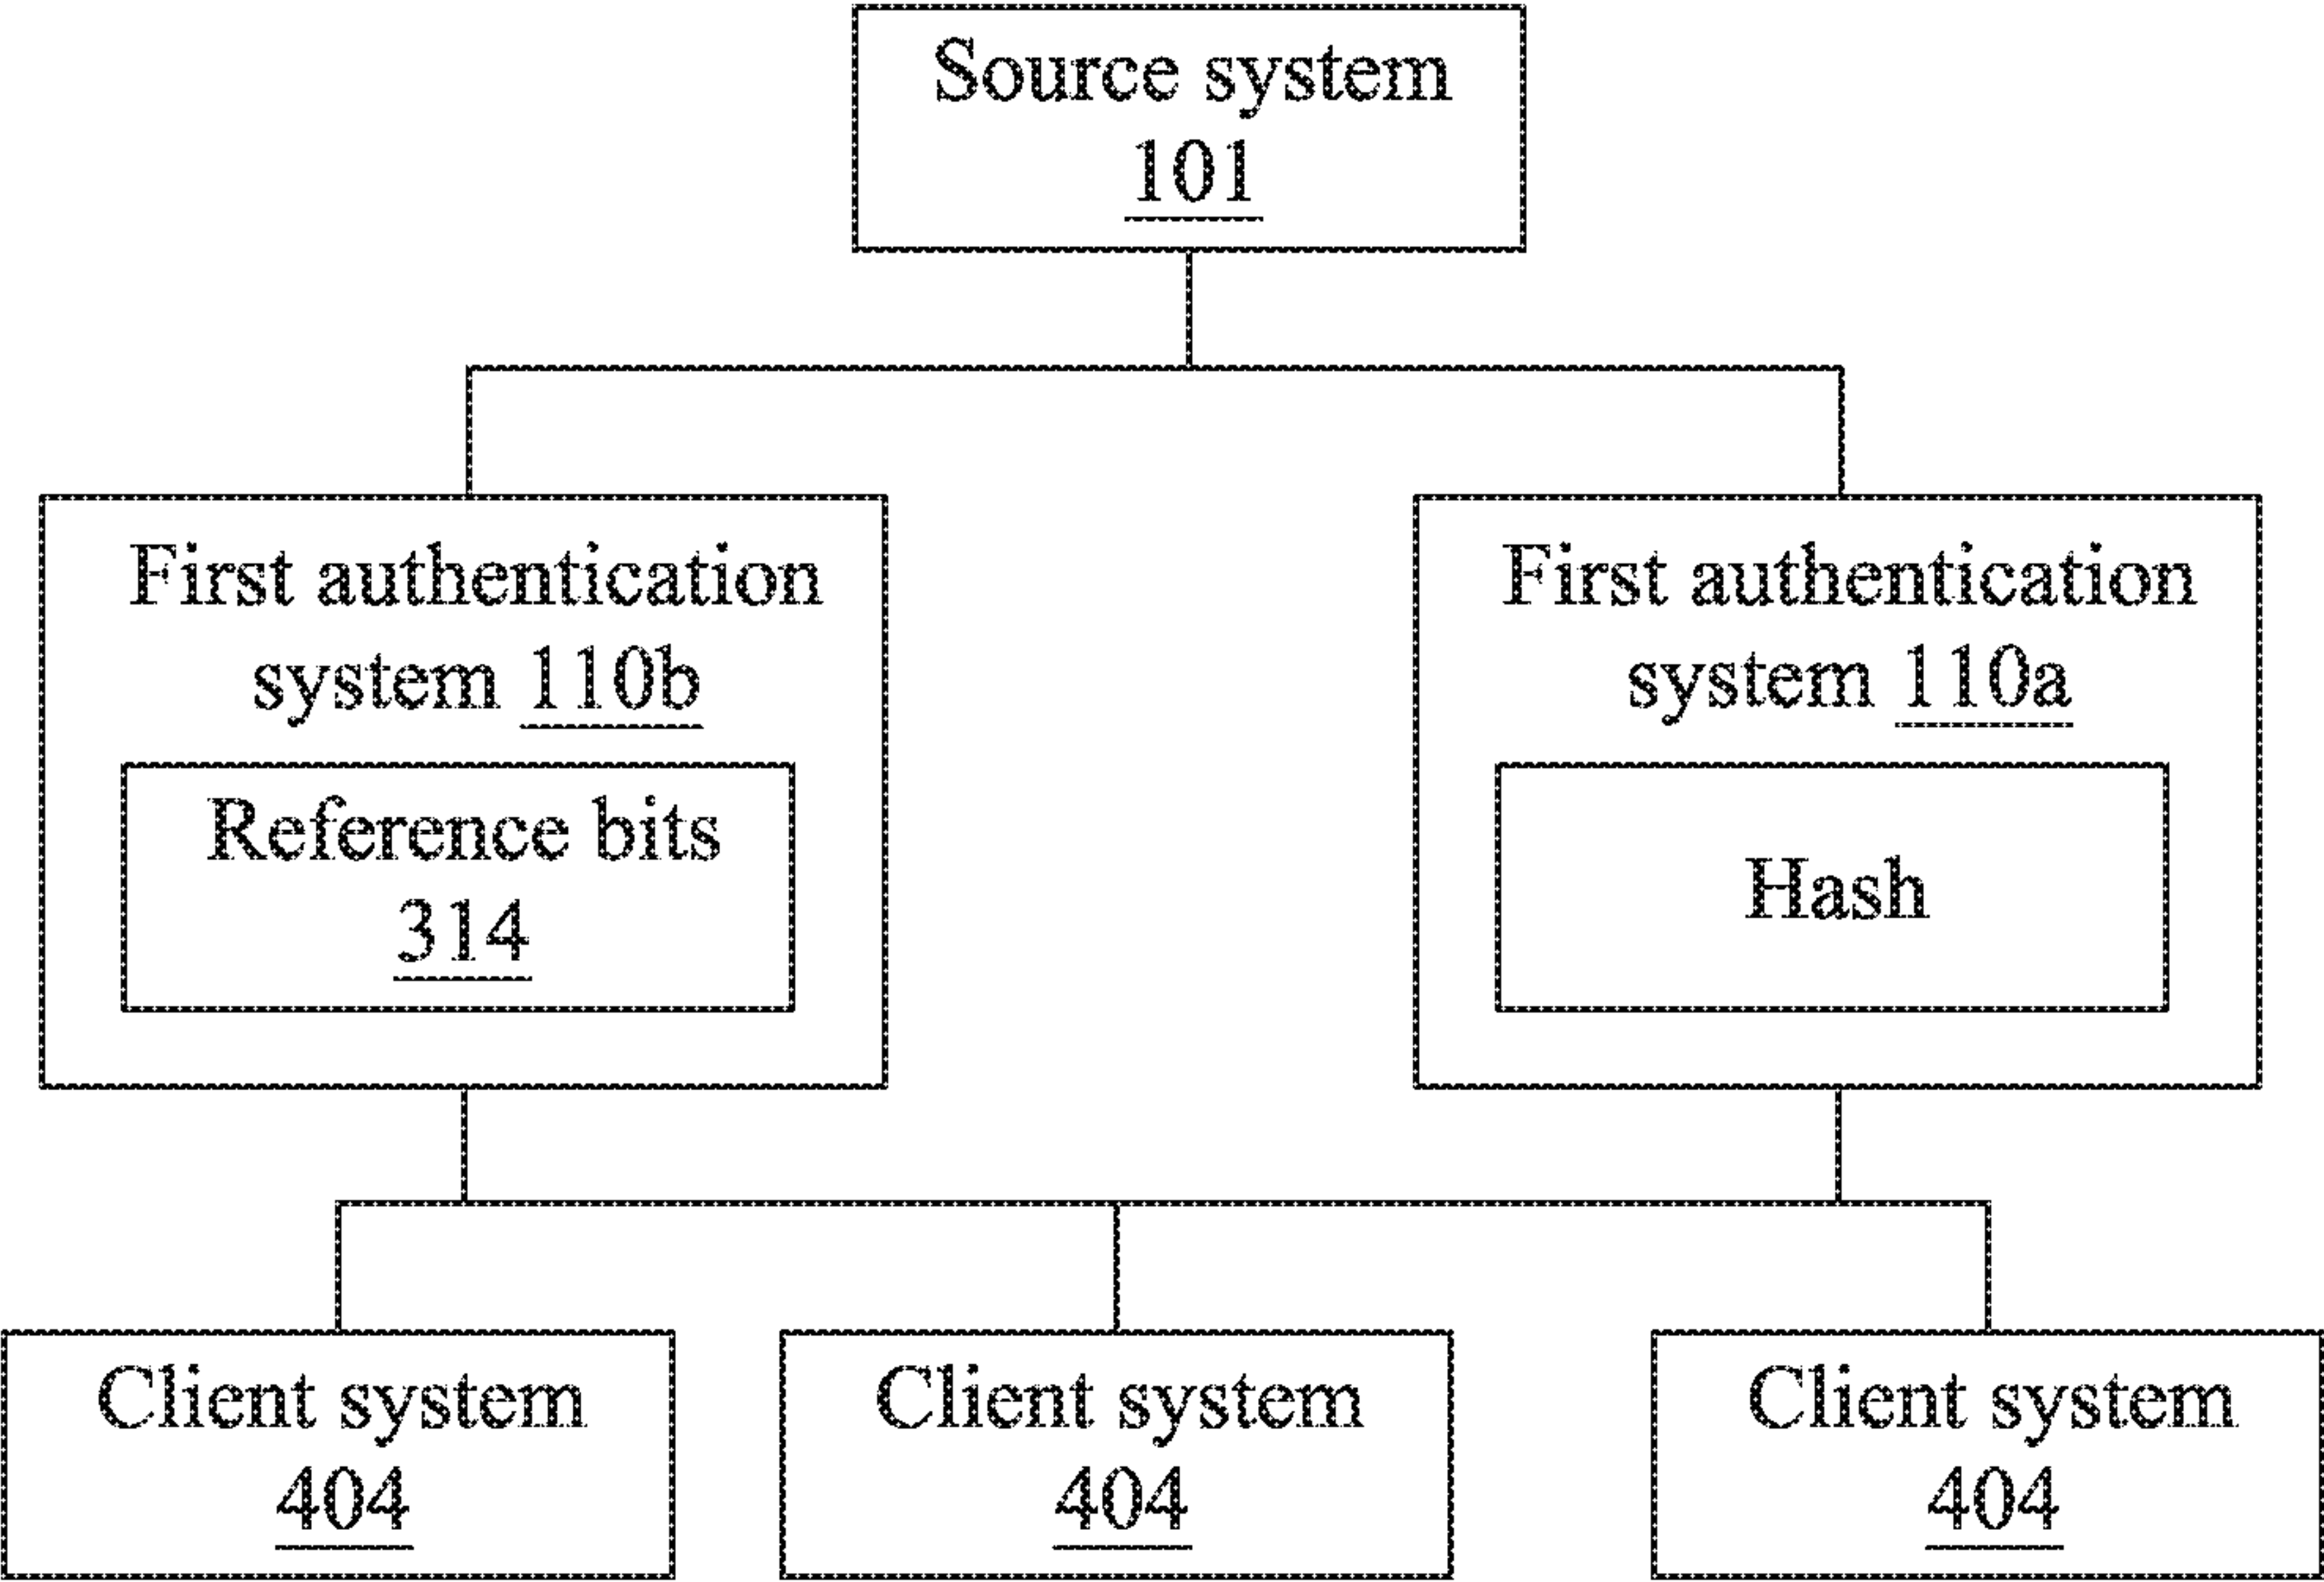 Source system
101
First authentication
system 110b
Reference bits
314
First authentication
system 110a
Hash
Client system
404
Client system
404
Client system
404